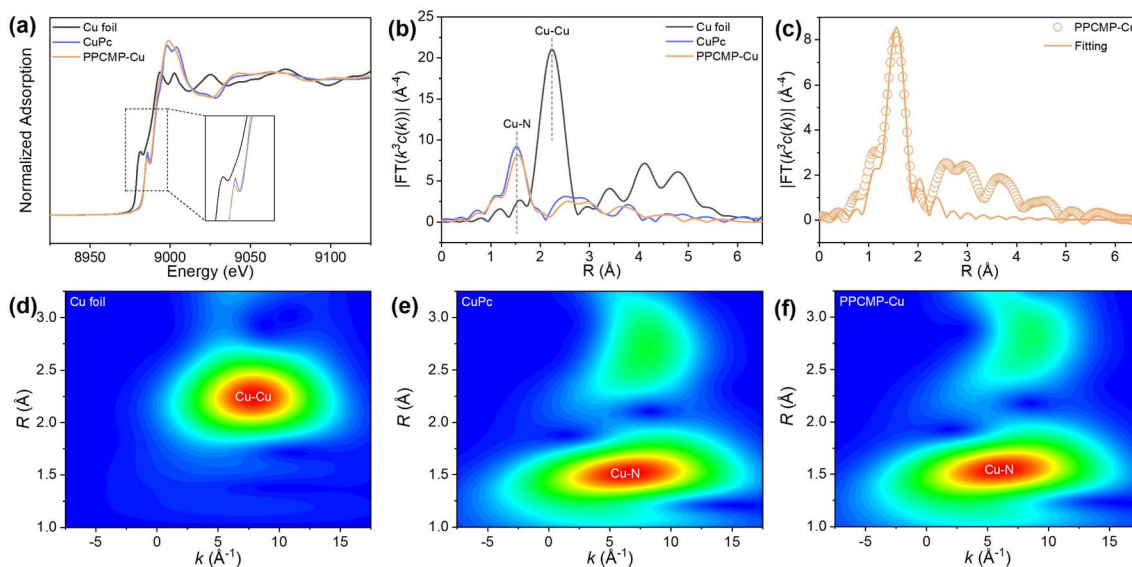 (a)
Cu foil
CuPc
PPCMP-Cu
Normalized Adsorption
8950 9000 9050 9100
Energy (eV)
(b)
Cu foil
CuPc
PPCMP-Cu
Cu-Cu
Cu-N
|FT(k³c(k))| (Å⁻⁴)
25
20
15
10
5
0
0 1 2 3 4 5 6
R (Å)
(c)
PPCMP-Cu
Fitting
|FT(k³c(k))| (Å⁻⁴)
8
6
4
2
0
0 1 2 3 4 5 6
R (Å)
(d)
Cu foil
Cu-Cu
R (Å)
3.0
2.5
2.0
1.5
1.0
-5 0 5 10 15
k (Å⁻¹)
(e)
CuPc
Cu-N
R (Å)
3.0
2.5
2.0
1.5
1.0
-5 0 5 10 15
k (Å⁻¹)
(f)
PPCMP-Cu
Cu-N
R (Å)
3.0
2.5
2.0
1.5
1.0
-5 0 5 10 15
k (Å⁻¹)